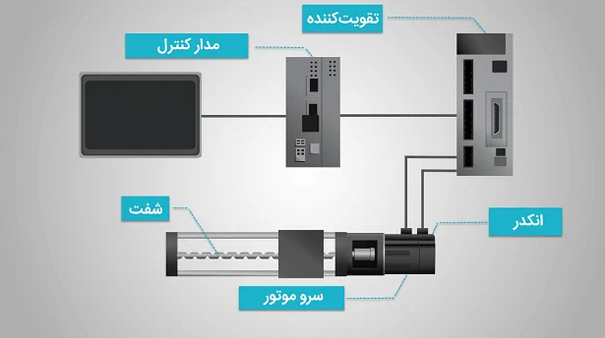 تقویت‌کننده
مدار کنترل
شفت
انکدر
سرو موتور